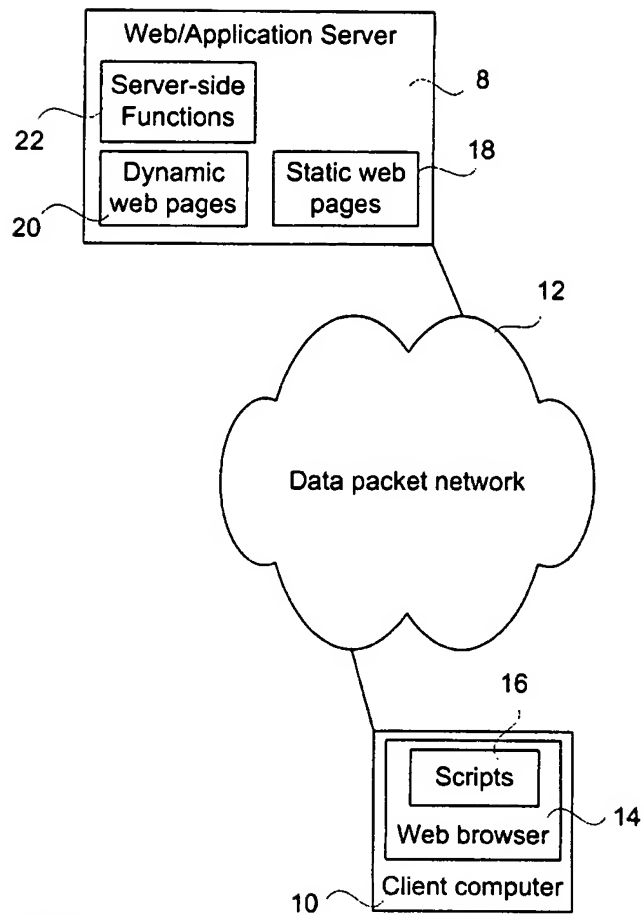 Web/Application Server
Server-side
Functions
8
22
18
Dynamic
web pages
Static web
pages
20
12
Data packet network
16
Scripts
14
Web browser
10
Client computer